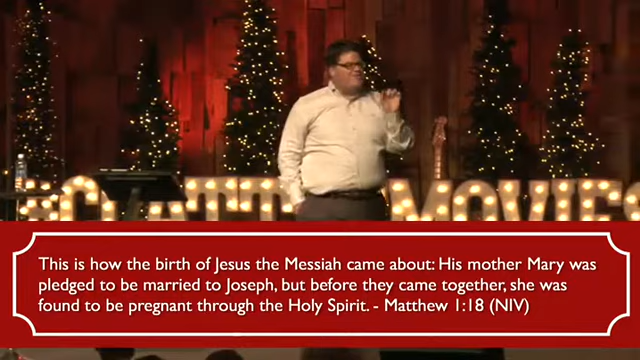 AT MOVIES
This is how the birth of Jesus the Messiah came about: His mother Mary was
pledged to be married to Joseph, but before they came together, she was
found to be pregnant through the Holy Spirit. - Matthew 1:18 (NIV)